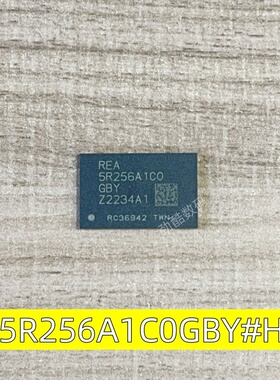 REA
5R256A1C0
GBY
Z2234A1
RC36942 TWN
5R256A1C0GBY#H